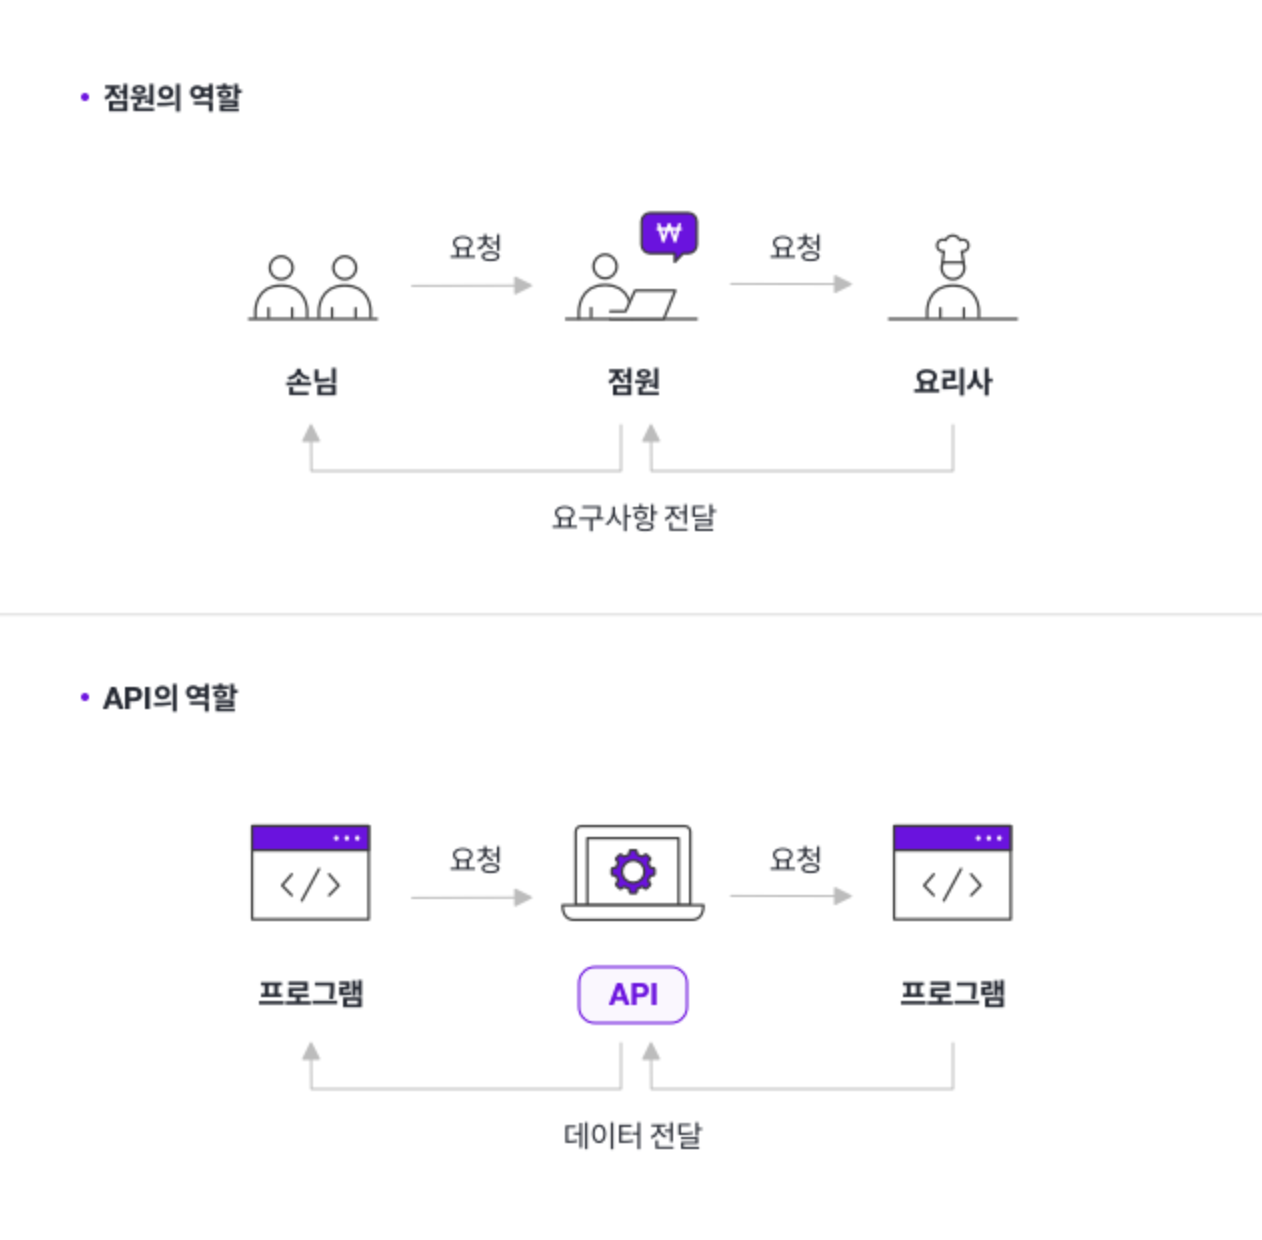 • 점원의 역할
₩
요청
요청
손님
점원
요리사
요구사항 전달
• API의 역할
요청
요청
</>
</>
프로그램
API
프로그램
데이터 전달